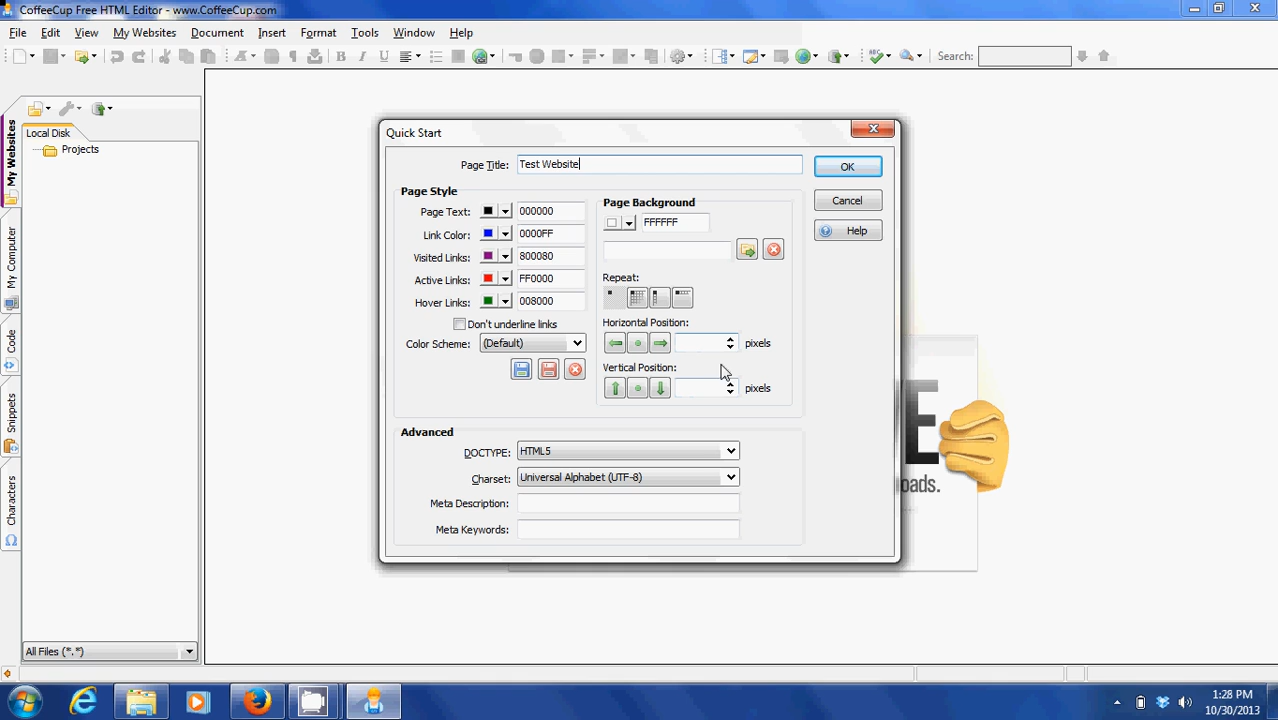 CoffeeCup Free HTML Editor - www.CoffeeCup.com
File Edit View My Websites Document Insert Format Tools Window Help
B I U ABC Search:
My Websites
Local Disk
Projects
My Computer
Code
Snippets
Characters
All Files (*.*)
Quick Start
Page Title: Test Website OK
Page Style
Page Background Cancel
Page Text: 000000 FFFFFF
Link Color: 0000FF Help
Visited Links: 800080
Active Links: FF0000 Repeat:
Hover Links: 008000
Don't underline links Horizontal Position:
Color Scheme: (Default) pixels
Vertical Position:
pixels
Advanced
DOCTYPE: HTML5
Charset: Universal Alphabet (UTF-8)
Meta Description:
Meta Keywords:
E
oads.
1:28 PM
10/30/2013